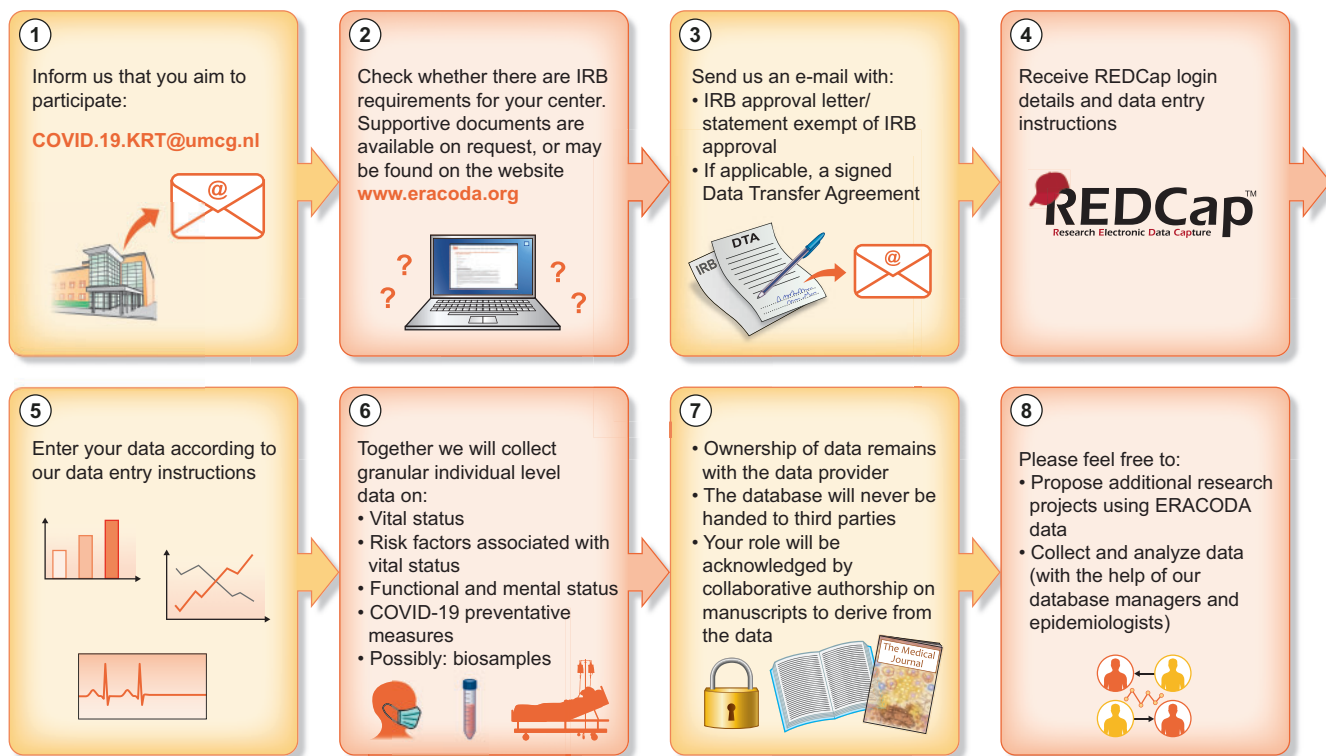 1
Inform us that you aim to
participate:
COVID.19.KRT@umcg.nl
@
2
Check whether there are IRB
requirements for your center.
Supportive documents are
available on request, or may
be found on the website
www.eracoda.org
? ?
? ?
3
Send us an e-mail with:
• IRB approval letter/
statement exempt of IRB
approval
• If applicable, a signed
Data Transfer Agreement
IRB
DTA
@
4
Receive REDCap login
details and data entry
instructions
REDCap™
Research Electronic Data Capture
5
Enter your data according to
our data entry instructions
6
Together we will collect
granular individual level
data on:
• Vital status
• Risk factors associated with
vital status
• Functional and mental status
• COVID-19 preventative
measures
• Possibly: biosamples
7
• Ownership of data remains
with the data provider
• The database will never be
handed to third parties
• Your role will be
acknowledged by
collaborative authorship on
manuscripts to derive from
the data
The Medical
Journal
8
Please feel free to:
• Propose additional research
projects using ERACODA
data
• Collect and analyze data
(with the help of our
database managers and
epidemiologists)